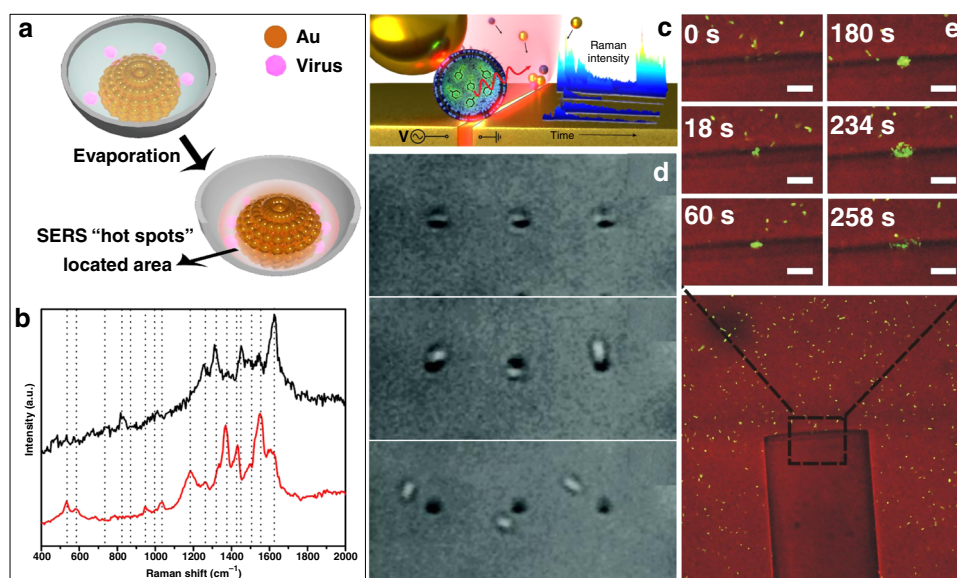 a
Au
Virus
Evaporation
SERS “hot spots”
located area
b
Intensity (a.u.)
400 600 800 1000 1200 1400 1600 1800 2000
Raman shift (cm⁻¹)
c
Raman
intensity
V
Time
d
e
0 s
180 s
18 s
234 s
60 s
258 s